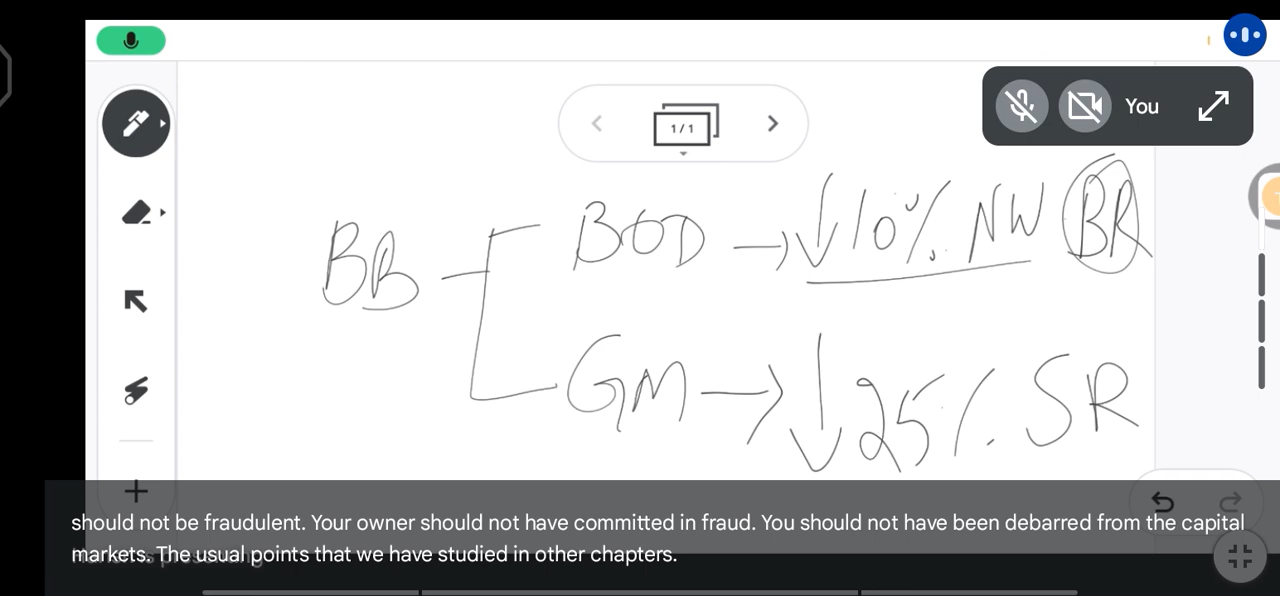 You
1/1
BB
BOD → ↓ 10% NW BR
GM → ↓ 25% SR
should not be fraudulent. Your owner should not have committed in fraud. You should not have been debarred from the capital
markets. The usual points that we have studied in other chapters.